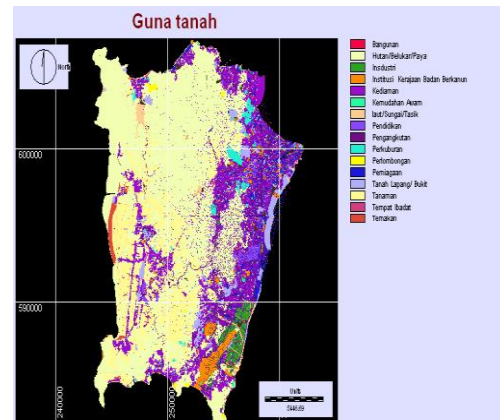 Guna tanah
North
600000
590000
240000
250000
Units
Bangunan
Hutan/Belukar/Paya
Insdustri
Institusi Kerajaan Badan Berkanun
Kediaman
Kemudahan Awam
laut/Sungai/Tasik
Pendidikan
Pengangkutan
Perkuburan
Perlombongan
Perniagaan
Tanah Lapang/ Bukit
Tanaman
Tempat Ibadat
Ternakan